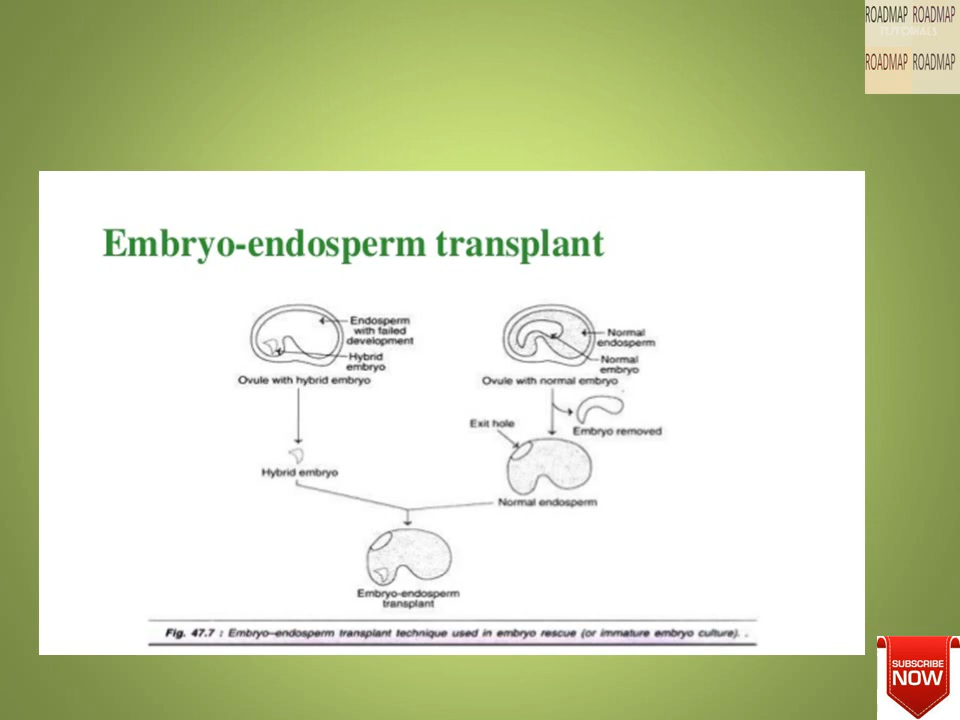 ROADMAP ROADMAP
TUTORIALS
ROADMAP ROADMAP
Embryo-endosperm transplant
Endosperm
with failed
development
Hybrid
embryo
Ovule with hybrid embryo
Normal
endosperm
Normal
embryo
Ovule with normal embryo
Exit hole
Embryo removed
Hybrid embryo
Normal endosperm
Embryo-endosperm
transplant
Fig. 47.7 : Embryo–endosperm transplant technique used in embryo rescue (or immature embryo culture). .
SUBSCRIBE
NOW